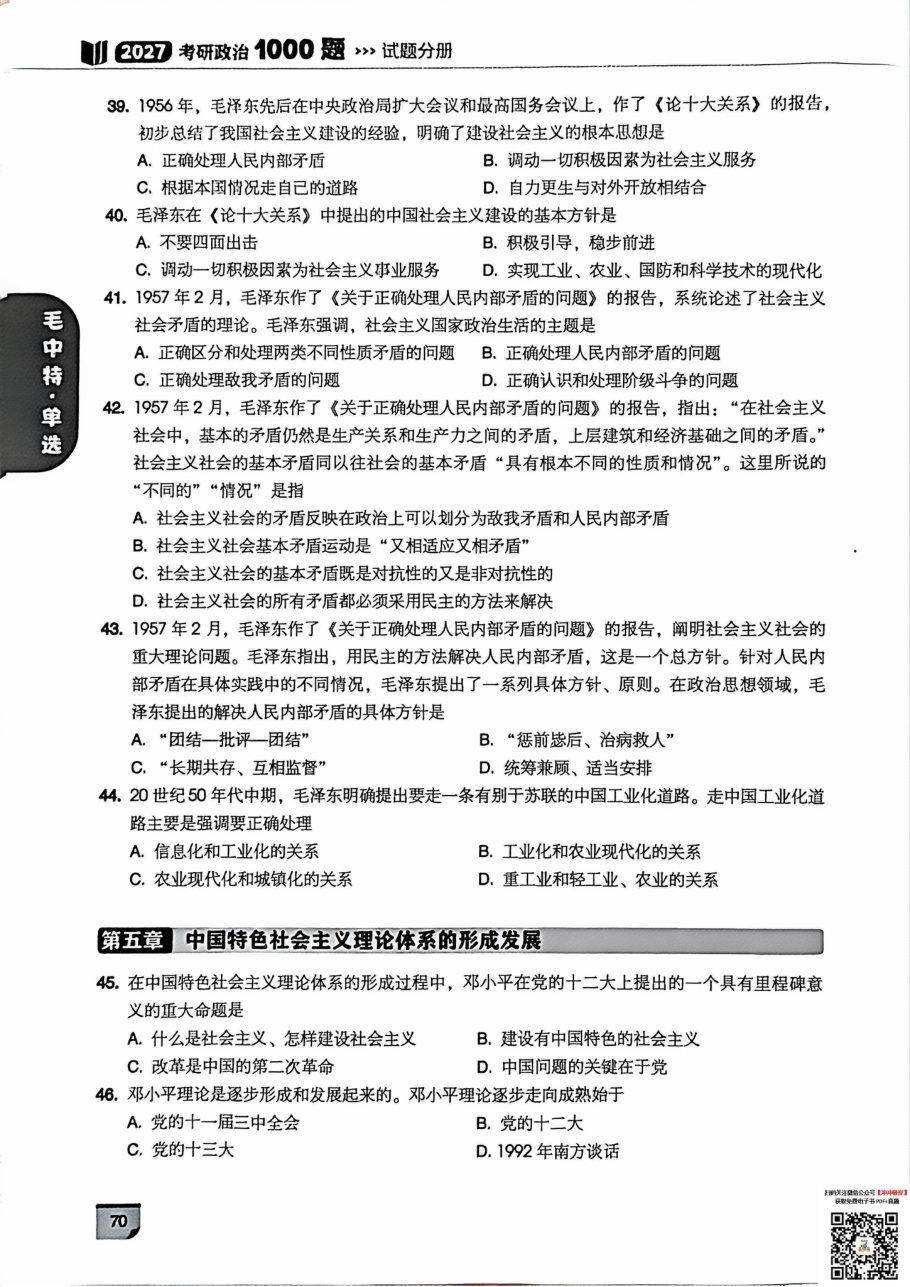 2027 考研政治1000题 >>> 试题分册
39. 1956年，毛泽东先后在中央政治局扩大会议和最高国务会议上，作了《论十大关系》的报告，
初步总结了我国社会主义建设的经验，明确了建设社会主义的根本思想是
A. 正确处理人民内部矛盾 B. 调动一切积极因素为社会主义服务
C. 根据本国情况走自己的道路 D. 自力更生与对外开放相结合
40. 毛泽东在《论十大关系》中提出的中国社会主义建设的基本方针是
A. 不要四面出击 B. 积极引导，稳步前进
C. 调动一切积极因素为社会主义事业服务 D. 实现工业、农业、国防和科学技术的现代化
41. 1957年2月，毛泽东作了《关于正确处理人民内部矛盾的问题》的报告，系统论述了社会主义
社会矛盾的理论。毛泽东强调，社会主义国家政治生活的主题是
A. 正确区分和处理两类不同性质矛盾的问题 B. 正确处理人民内部矛盾的问题
C. 正确处理敌我矛盾的问题 D. 正确认识和处理阶级斗争的问题
毛中特·单选
42. 1957年2月，毛泽东作了《关于正确处理人民内部矛盾的问题》的报告，指出：“在社会主义
社会中，基本的矛盾仍然是生产关系和生产力之间的矛盾，上层建筑和经济基础之间的矛盾。”
社会主义社会的基本矛盾同以往社会的基本矛盾“具有根本不同的性质和情况”。这里所说的
“不同的”“情况”是指
A. 社会主义社会的矛盾反映在政治上可以划分为敌我矛盾和人民内部矛盾
B. 社会主义社会基本矛盾运动是“又相适应又相矛盾”
C. 社会主义社会的基本矛盾既是对抗性的又是非对抗性的
D. 社会主义社会的所有矛盾都必须采用民主的方法来解决
43. 1957年2月，毛泽东作了《关于正确处理人民内部矛盾的问题》的报告，阐明社会主义社会的
重大理论问题。毛泽东指出，用民主的方法解决人民内部矛盾，这是一个总方针。针对人民内
部矛盾在具体实践中的不同情况，毛泽东提出了一系列具体方针、原则。在政治思想领域，毛
泽东提出的解决人民内部矛盾的具体方针是
A. “团结—批评—团结” B. “惩前毖后、治病救人”
C. “长期共存、互相监督” D. 统筹兼顾、适当安排
44. 20世纪50年代中期，毛泽东明确提出要走一条有别于苏联的中国工业化道路。走中国工业化道
路主要是强调要正确处理
A. 信息化和工业化的关系 B. 工业化和农业现代化的关系
C. 农业现代化和城镇化的关系 D. 重工业和轻工业、农业的关系
第五章 中国特色社会主义理论体系的形成发展
45. 在中国特色社会主义理论体系的形成过程中，邓小平在党的十二大上提出的一个具有里程碑意
义的重大命题是
A. 什么是社会主义、怎样建设社会主义 B. 建设有中国特色的社会主义
C. 改革是中国的第二次革命 D. 中国问题的关键在于党
46. 邓小平理论是逐步形成和发展起来的。邓小平理论逐步走向成熟始于
A. 党的十一届三中全会 B. 党的十二大
C. 党的十三大 D. 1992年南方谈话
70
扫码关注微信公众号
获取免费电子书PDF+真题